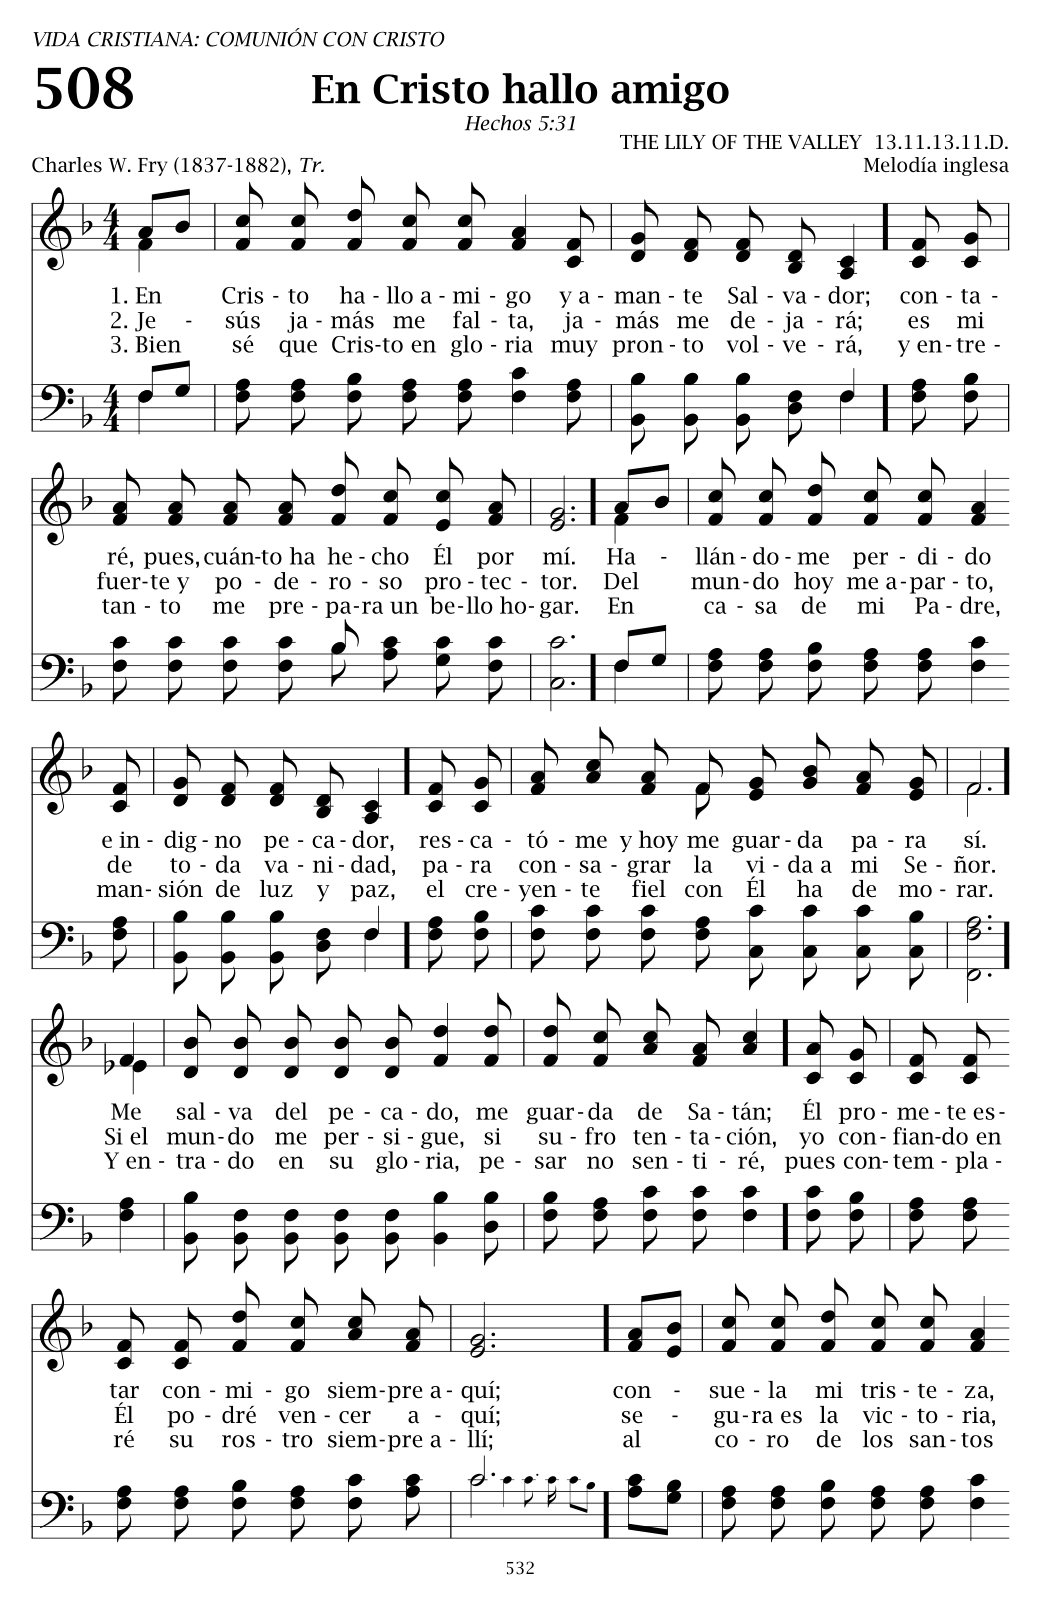 VIDA CRISTIANA: COMUNIÓN CON CRISTO
508
En Cristo hallo amigo
Hechos 5:31
THE LILY OF THE VALLEY 13.11.13.11.D.
Charles W. Fry (1837-1882), Tr.
Melodía inglesa
1. En Cris - to ha - llo a - mi - go y a - man - te Sal - va - dor; con - ta -
2. Je - sús ja - más me fal - ta, ja - más me de - ja - rá; es mi
3. Bien sé que Cris - to en glo - ria muy pron - to vol - ve - rá, y en - tre -
ré, pues, cuán - to ha he - cho Él por mí. Ha - llán - do - me per - di - do
fuer - te y po - de - ro - so pro - tec - tor. Del mun - do hoy me a - par - to,
tan - to me pre - pa - ra un be - llo ho - gar. En ca - sa de mi Pa - dre,
e in - dig - no pe - ca - dor, res - ca - tó - me y hoy me guar - da pa - ra sí.
de to - da va - ni - dad, pa - ra con - sa - grar la vi - da a mi Se - ñor.
man - sión de luz y paz, el cre - yen - te fiel con Él ha de mo - rar.
Me sal - va del pe - ca - do, me guar - da de Sa - tán; Él pro - me - te es -
Si el mun - do me per - si - gue, si su - fro ten - ta - ción, yo con - fian - do en
Y en - tra - do en su glo - ria, pe - sar no sen - ti - ré, pues con - tem - pla -
tar con - mi - go siem - pre a - quí; con - sue - la mi tris - te - za,
Él po - dré ven - cer a - quí; se - gu - ra es la vic - to - ria,
ré su ros - tro siem - pre a - llí; al co - ro de los san - tos
532